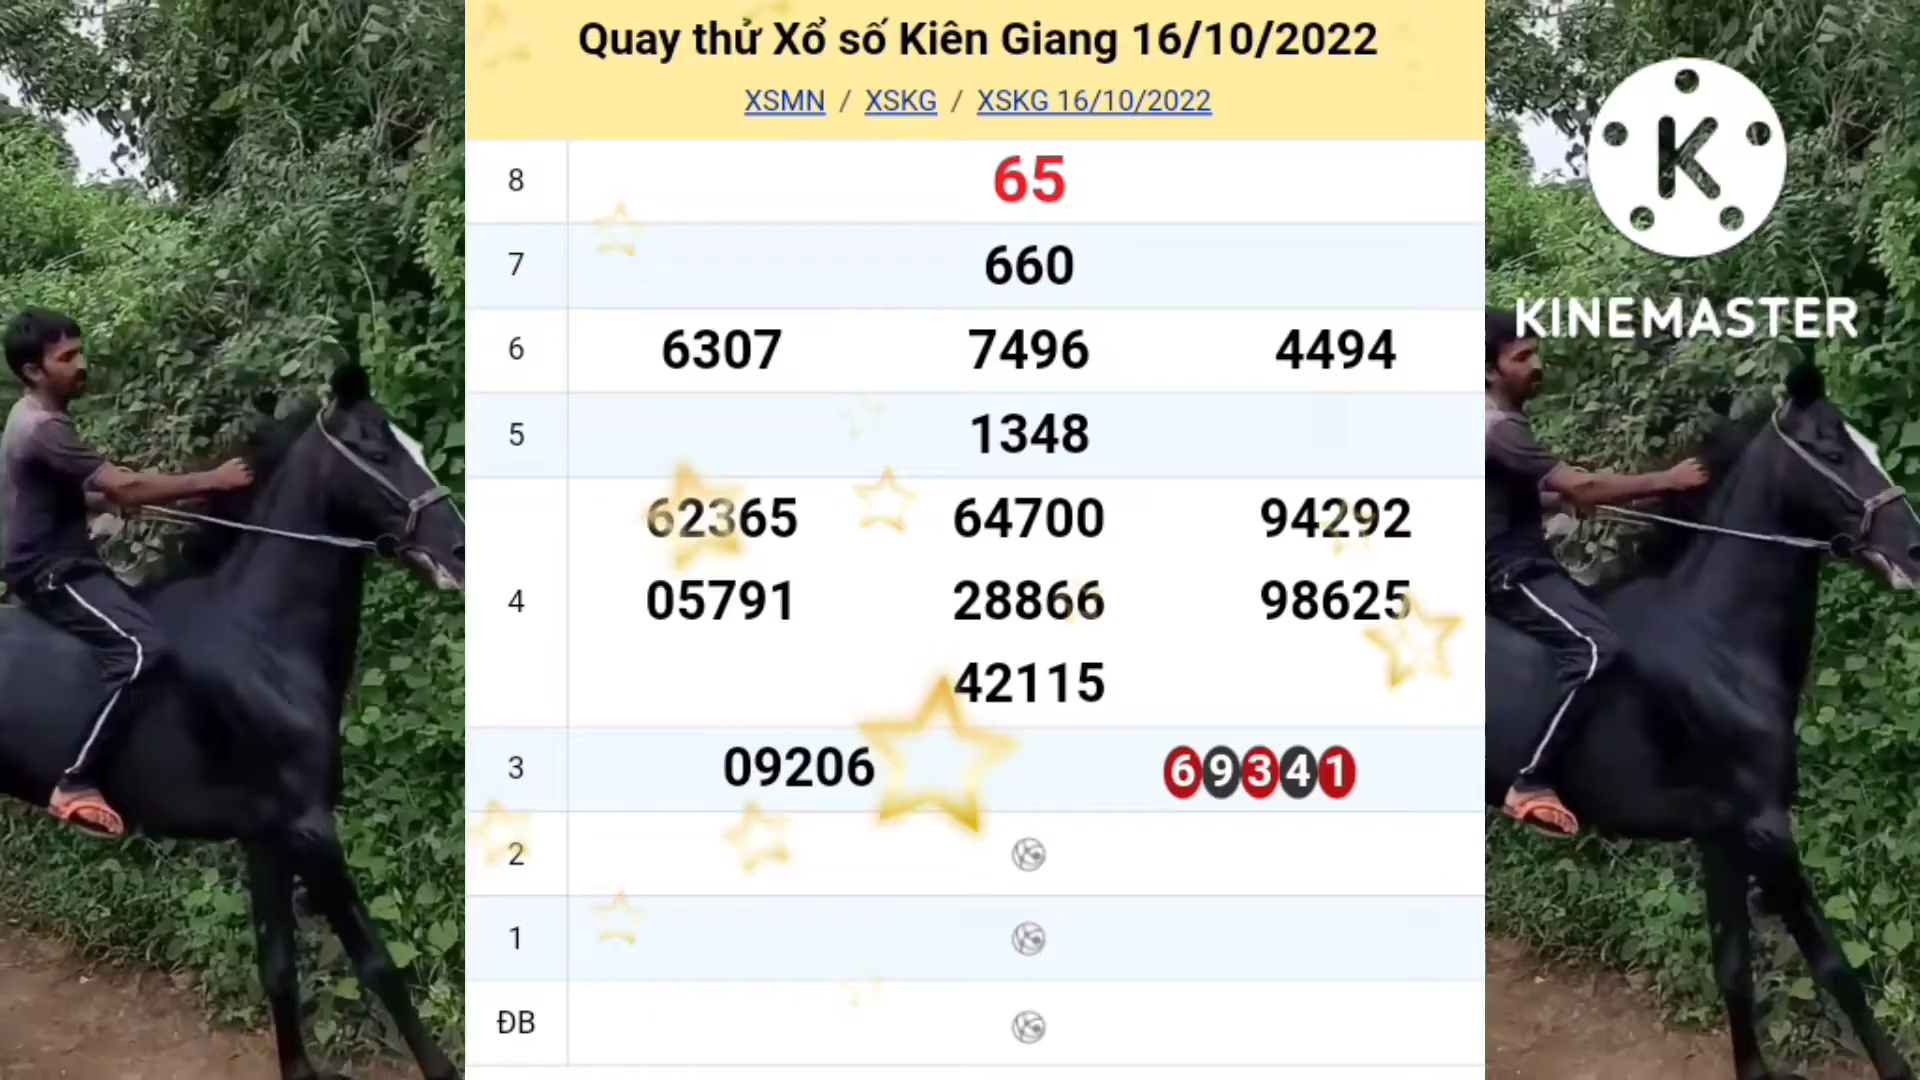 Quay thử Xổ số Kiên Giang 16/10/2022
XSMN / XSKG / XSKG 16/10/2022
8 65
7 660
6 6307 7496 4494
5 1348
62365 64700 94292
4 05791 28866 98625
42115
3 09206 69341
2
1
ĐB
K
KINEMASTER